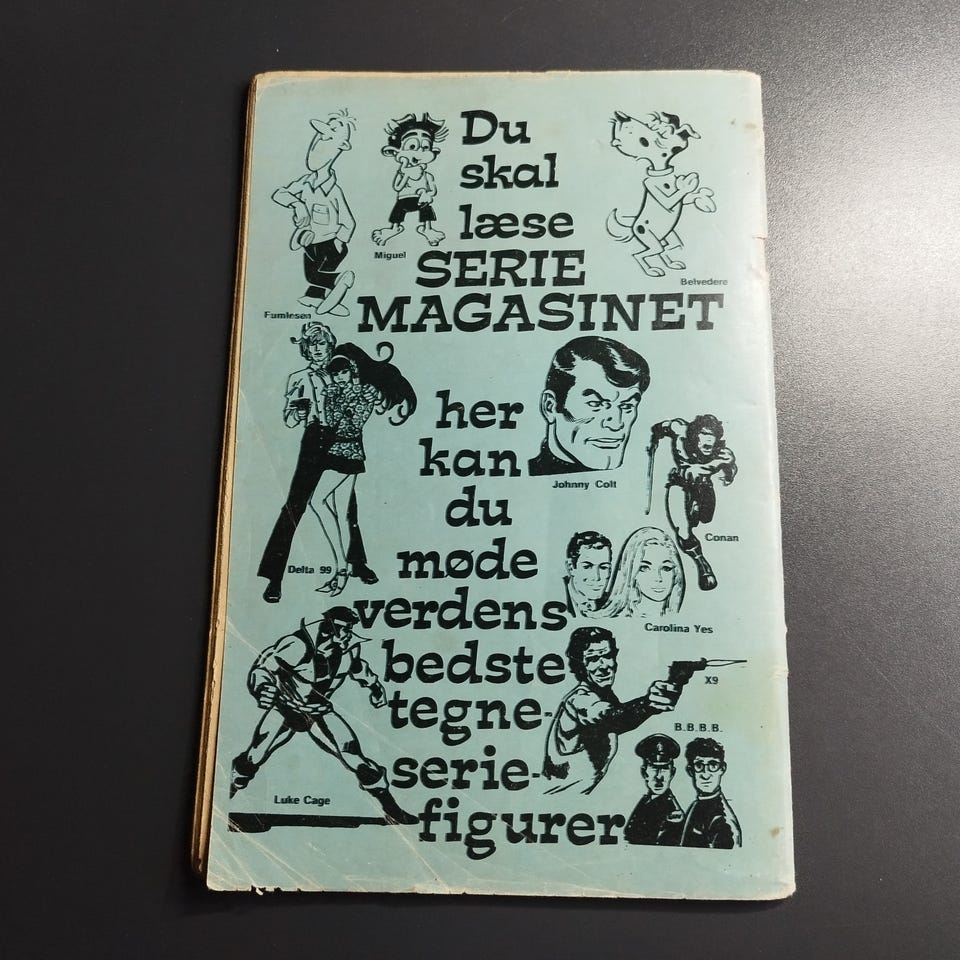 Du
skal
læse
SERIE
MAGASINET
Miguel
Belvedere
Fumlesen
her
kan
du
møde
verdens
bedste
tegne-
serie-
figurer
Johnny Colt
Conan
Delta 99
Carolina Yes
X9
B.B.B.B.
Luke Cage